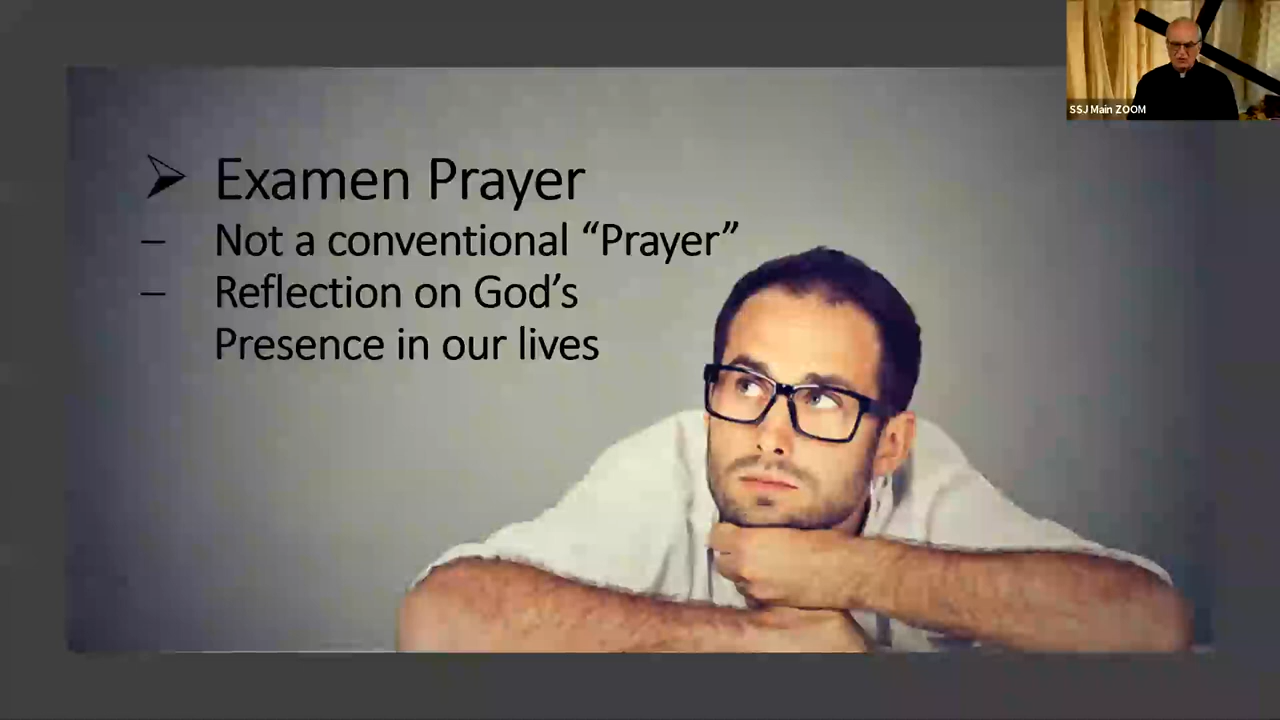 SSJ Main ZOOM
➢ Examen Prayer
– Not a conventional “Prayer”
– Reflection on God’s
Presence in our lives